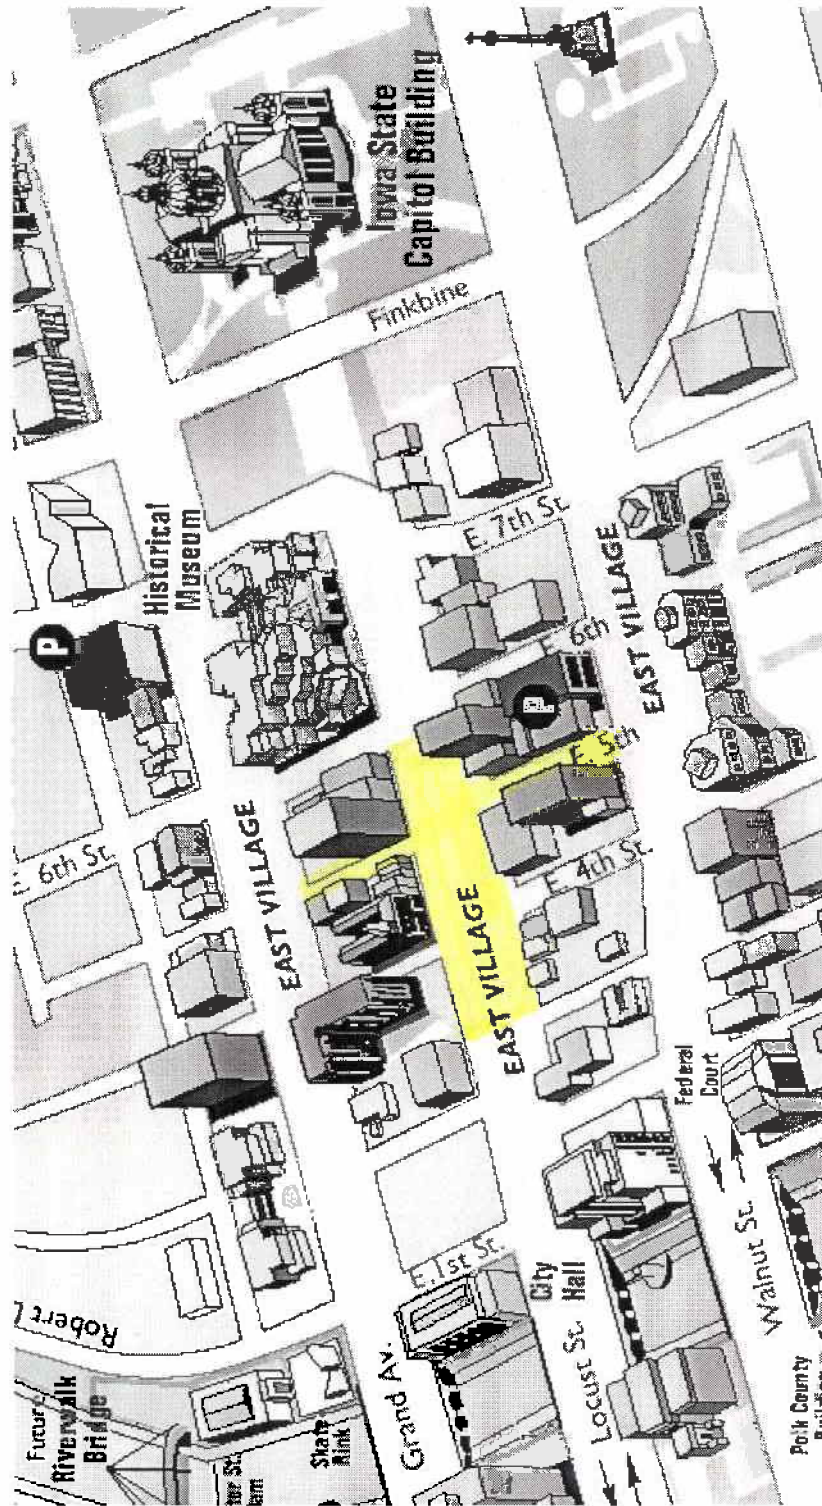 Iowa State
Capitol Building
Finkbine
Historical
Museum
P
E. 7th St.
E. 6th
P
E. 5th
E. 4th St.
E. 6th St.
EAST VILLAGE
EAST VILLAGE
EAST VILLAGE
Federal
Court
Walnut St.
City
Hall
Locust St.
E. 1st St.
Grand Av.
Robert
Future
Riverwalk
Bridge
Skate
Rink
Polk County